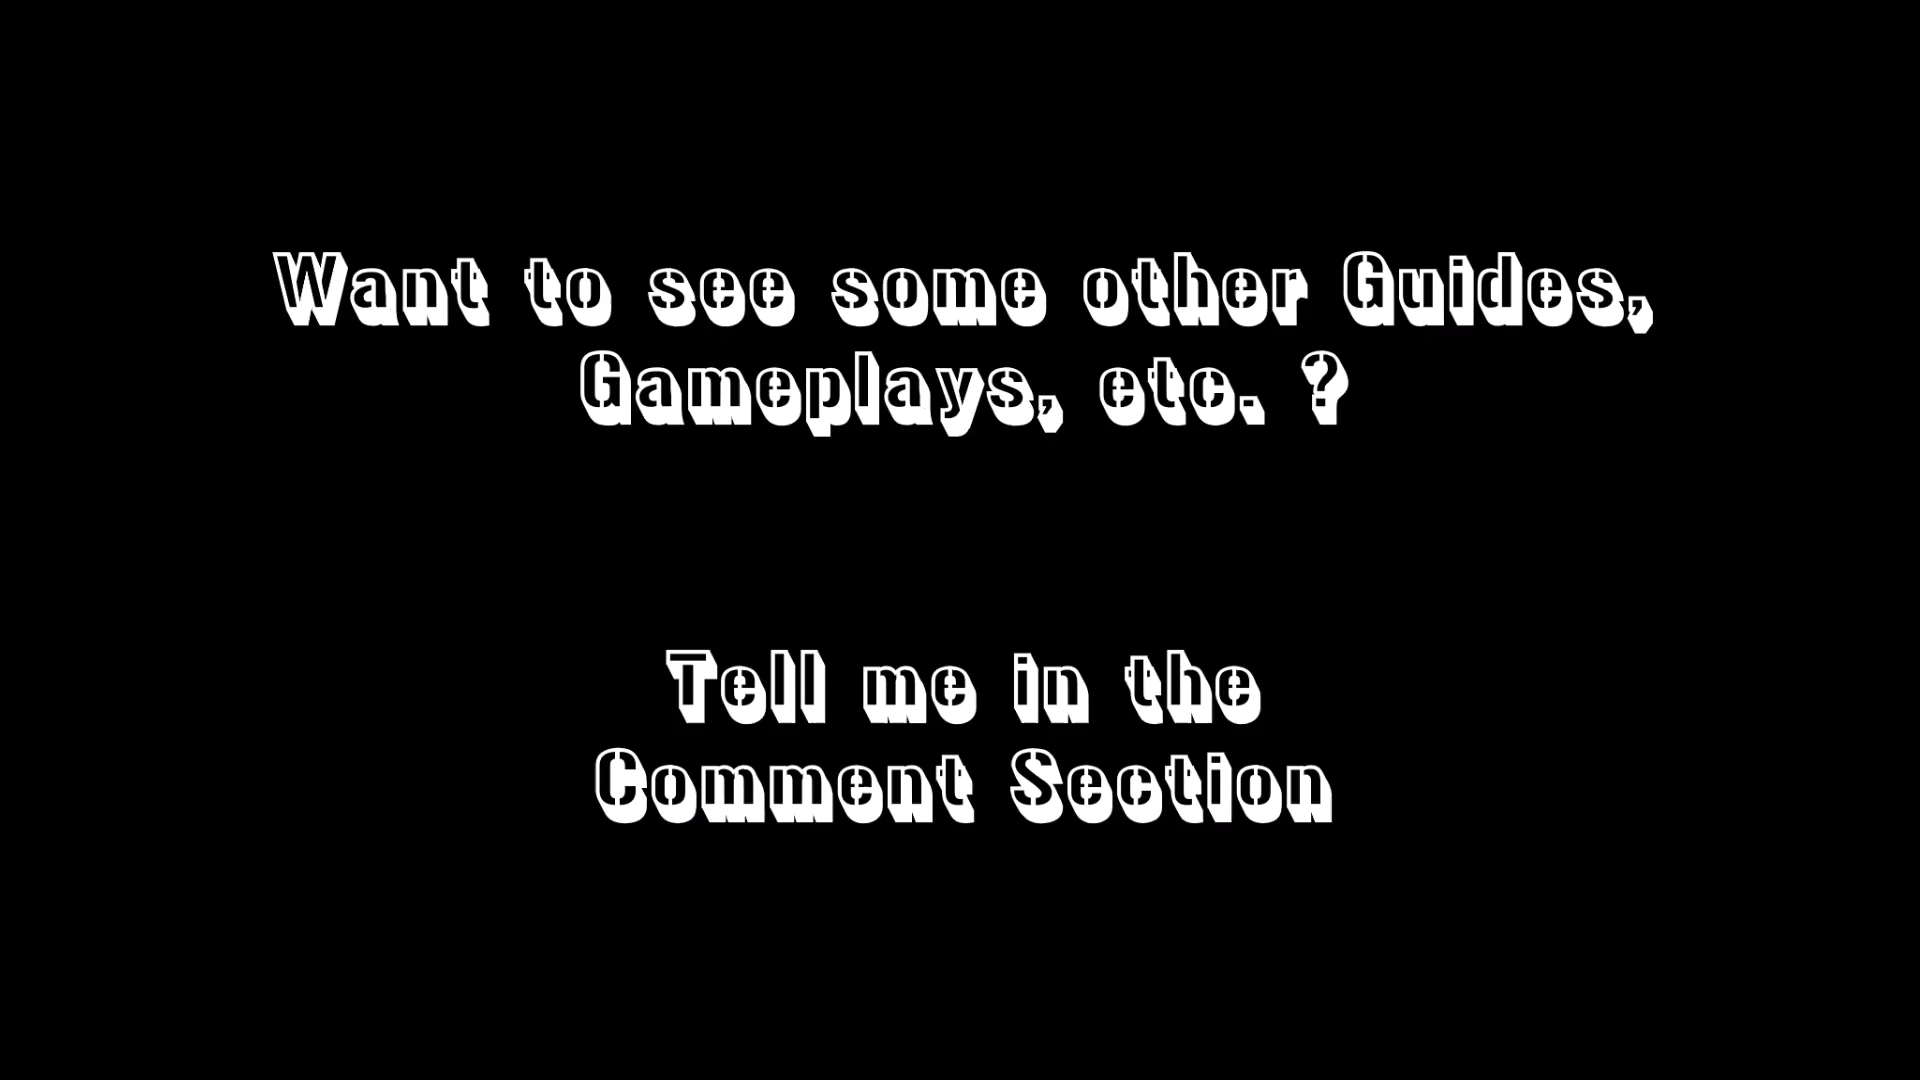 Want to see some other Guides,
Gameplays, etc. ?
Tell me in the
Comment Section